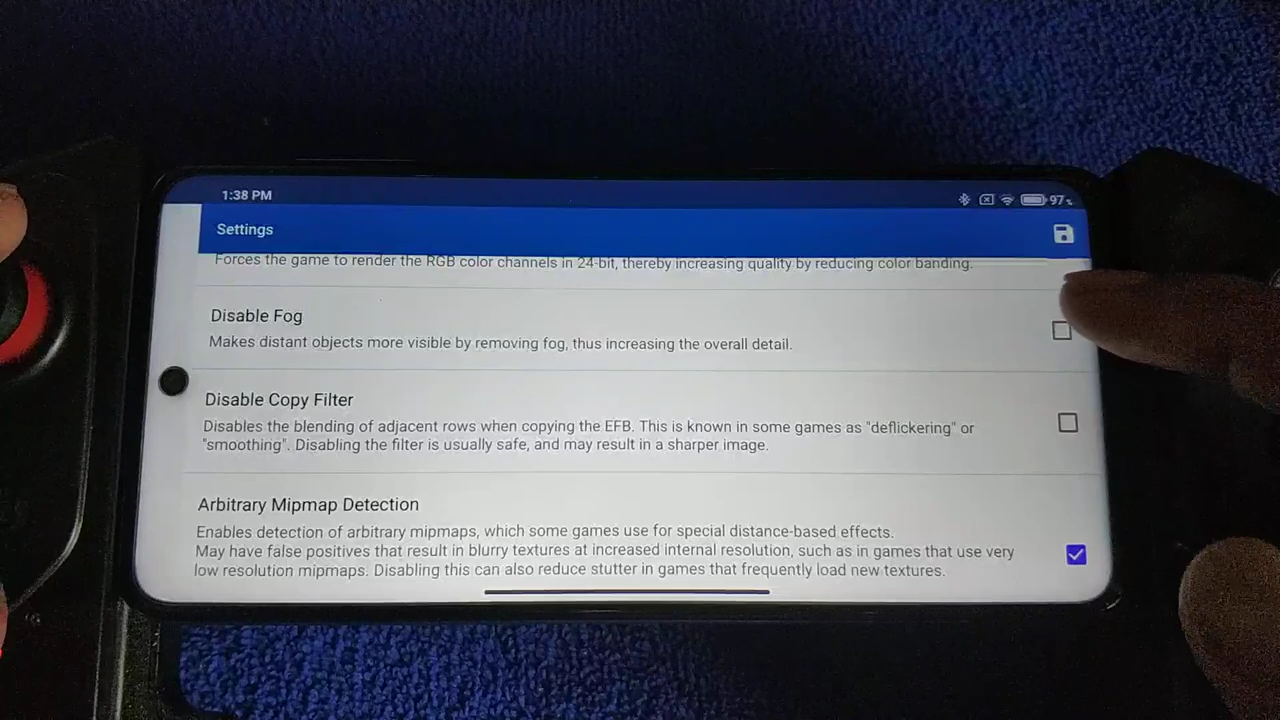 1:38 PM
97
Settings
Forces the game to render the RGB color channels in 24-bit, thereby increasing quality by reducing color banding.
Disable Fog
Makes distant objects more visible by removing fog, thus increasing the overall detail.
Disable Copy Filter
Disables the blending of adjacent rows when copying the EFB. This is known in some games as "deflickering" or
"smoothing". Disabling the filter is usually safe, and may result in a sharper image.
Arbitrary Mipmap Detection
Enables detection of arbitrary mipmaps, which some games use for special distance-based effects.
May have false positives that result in blurry textures at increased internal resolution, such as in games that use very
low resolution mipmaps. Disabling this can also reduce stutter in games that frequently load new textures.